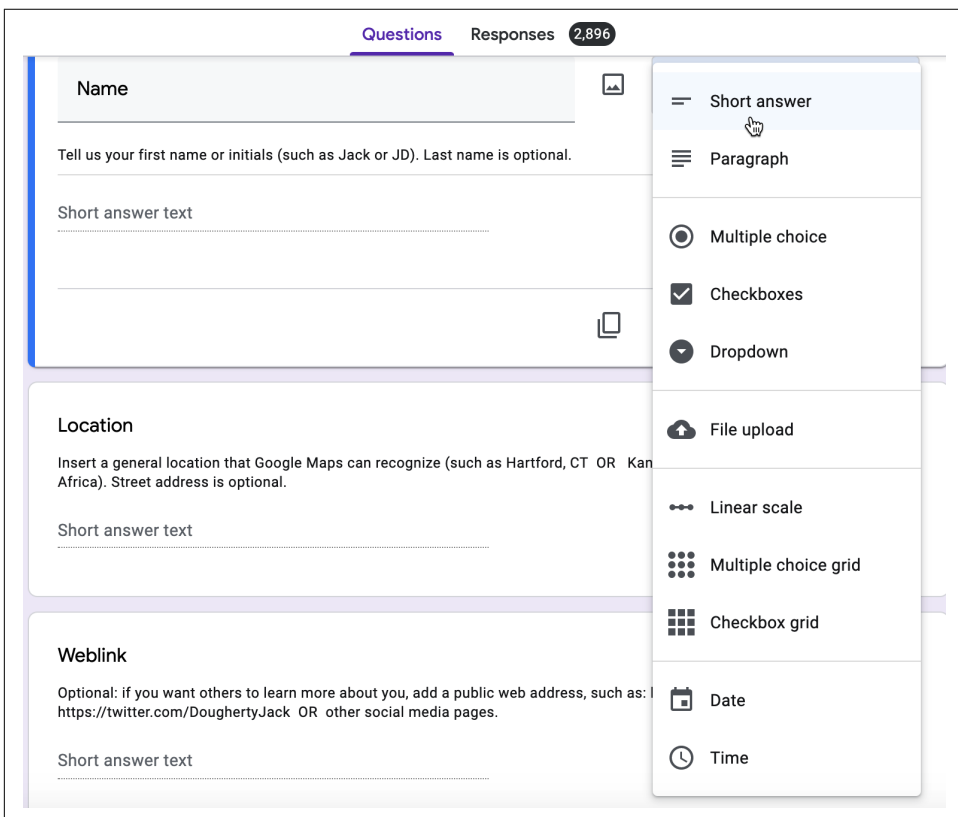 Questions Responses 2,896
Name
Tell us your first name or initials (such as Jack or JD). Last name is optional.
Short answer text
Location
Insert a general location that Google Maps can recognize (such as Hartford, CT OR Kan
Africa). Street address is optional.
Short answer text
Weblink
Optional: if you want others to learn more about you, add a public web address, such as:
https://twitter.com/DoughertyJack OR other social media pages.
Short answer text
Short answer
Paragraph
Multiple choice
Checkboxes
Dropdown
File upload
Linear scale
Multiple choice grid
Checkbox grid
Date
Time